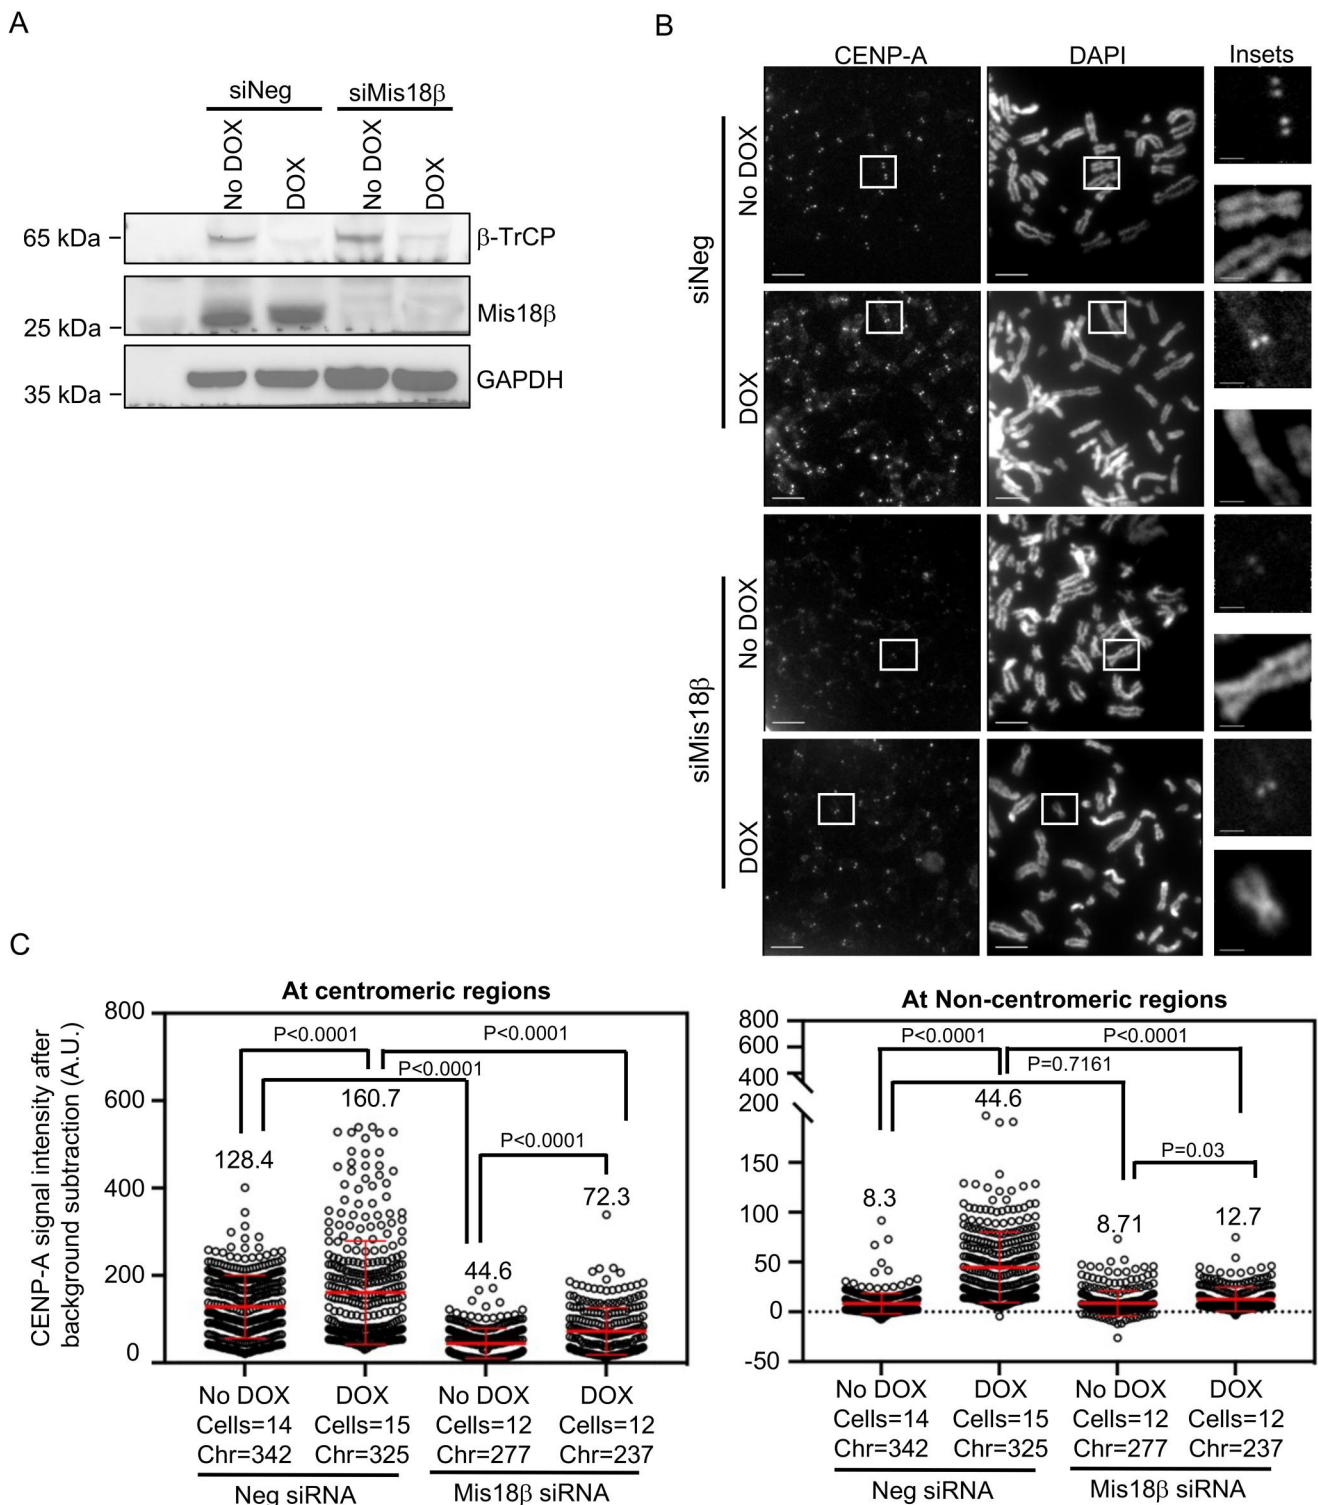 A
siNeg siMis18β
No DOX
DOX
No DOX
DOX
65 kDa
β-TrCP
25 kDa
Mis18β
35 kDa
GAPDH
B
CENP-A DAPI Insets
siNeg
No DOX
DOX
siMis18β
No DOX
DOX
C
At centromeric regions
CENP-A signal intensity after
background subtraction (A.U.)
800
600
400
200
0
P<0.0001
P<0.0001
P<0.0001
P<0.0001
128.4
160.7
44.6
72.3
No DOX DOX No DOX DOX
Cells=14 Cells=15 Cells=12 Cells=12
Chr=342 Chr=325 Chr=277 Chr=237
Neg siRNA Mis18β siRNA
At Non-centromeric regions
800
600
400
200
150
100
50
0
-50
P<0.0001
P<0.0001
P=0.7161
P=0.03
8.3
44.6
8.71
12.7
No DOX DOX No DOX DOX
Cells=14 Cells=15 Cells=12 Cells=12
Chr=342 Chr=325 Chr=277 Chr=237
Neg siRNA Mis18β siRNA